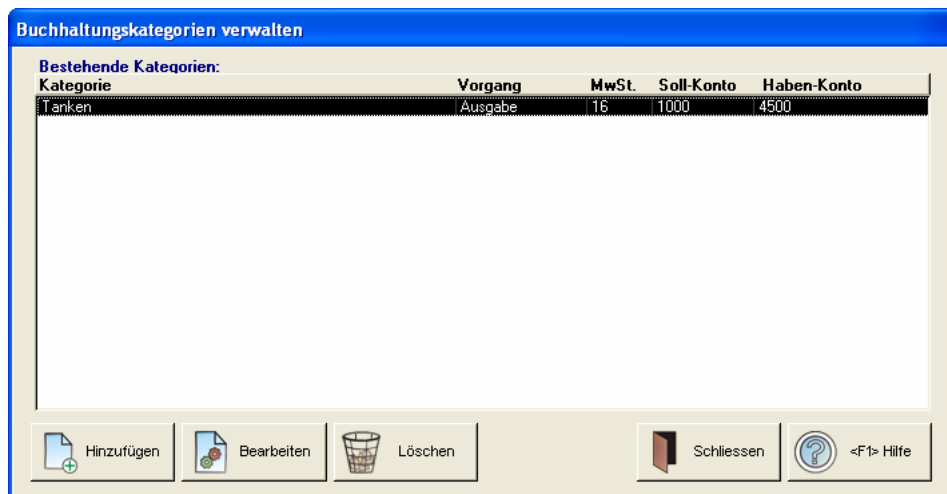 Buchhaltungskategorien verwalten
Bestehende Kategorien:
Kategorie Vorgang MwSt. Soll-Konto Haben-Konto
Tanken Ausgabe 16 1000 4500
Hinzufügen Bearbeiten Löschen Schliessen <F1> Hilfe